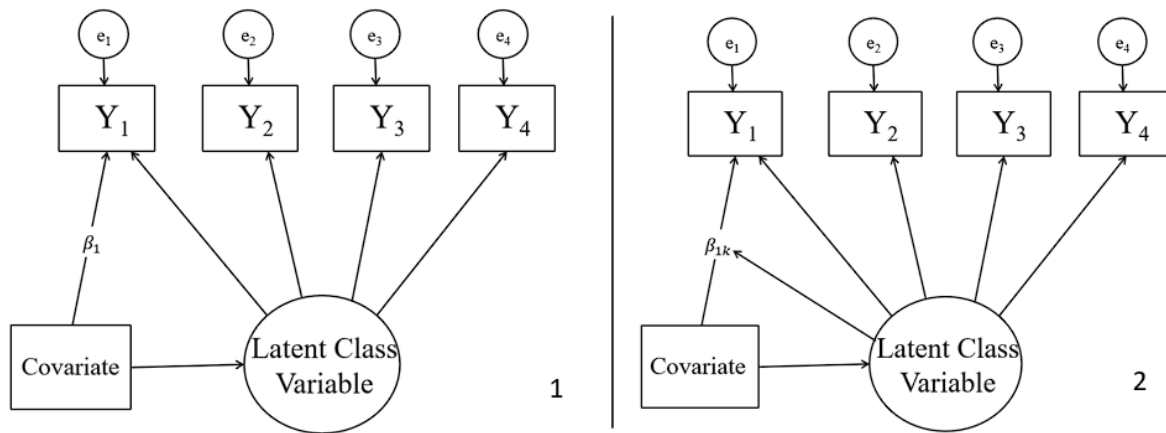 e₁ e₂ e₃ e₄
Y₁ Y₂ Y₃ Y₄
β₁
Covariate
Latent Class
Variable
1
e₁ e₂ e₃ e₄
Y₁ Y₂ Y₃ Y₄
β₁ₖ
Covariate
Latent Class
Variable
2